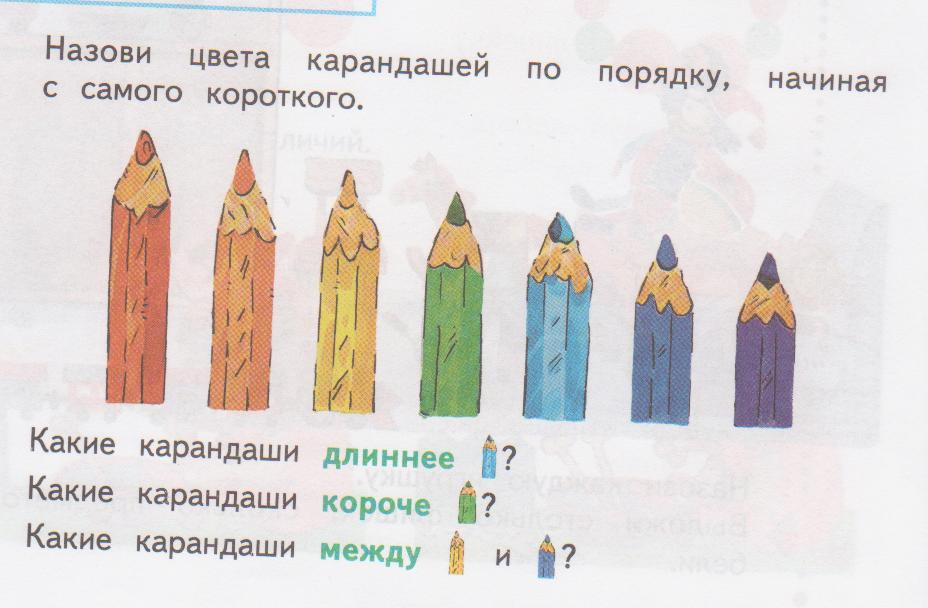 Назови цвета карандашей по порядку, начиная
с самого короткого.
Какие карандаши длиннее ?
Какие карандаши короче ?
Какие карандаши между и ?